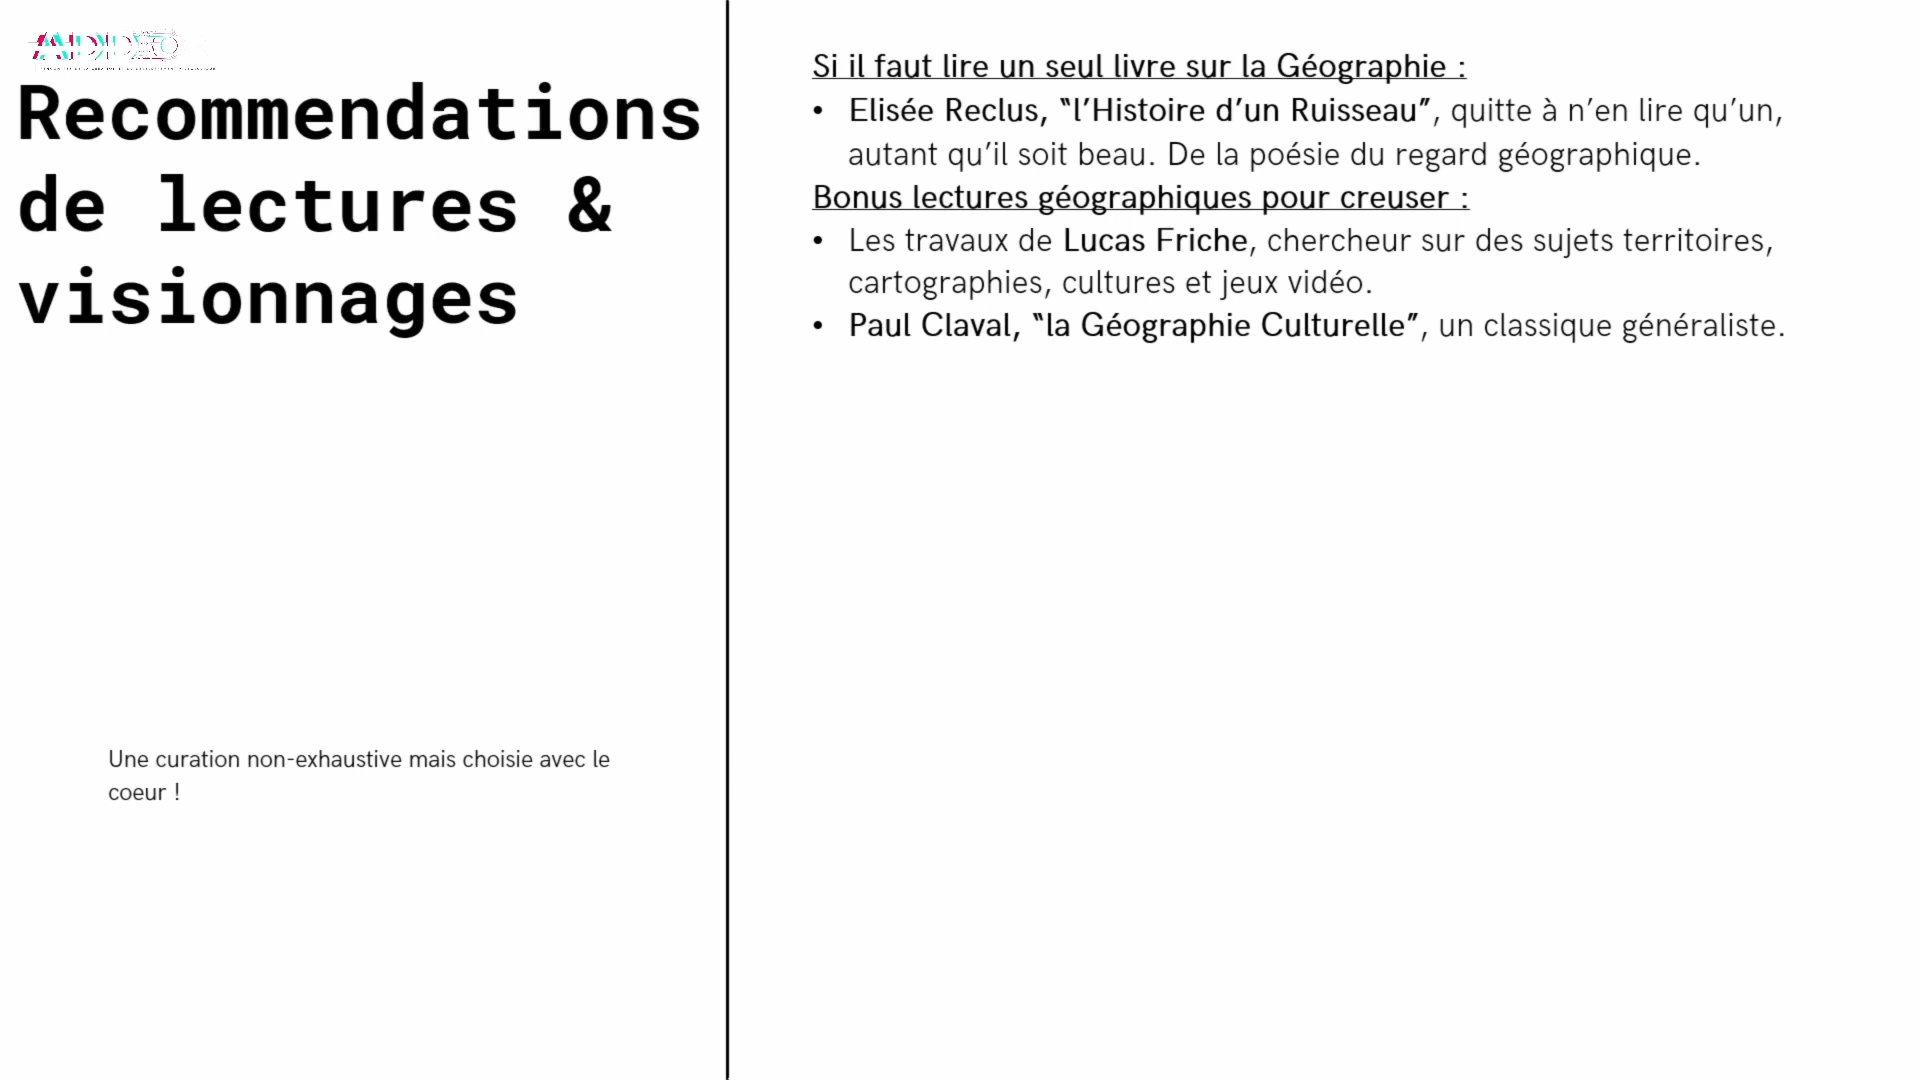 Recommendations
de lectures &
visionnages
Une curation non-exhaustive mais choisie avec le
coeur !
Si il faut lire un seul livre sur la Géographie :
• Elisée Reclus, “l’Histoire d’un Ruisseau”, quitte à n’en lire qu’un,
autant qu’il soit beau. De la poésie du regard géographique.
Bonus lectures géographiques pour creuser :
• Les travaux de Lucas Friche, chercheur sur des sujets territoires,
cartographies, cultures et jeux vidéo.
• Paul Claval, “la Géographie Culturelle”, un classique généraliste.